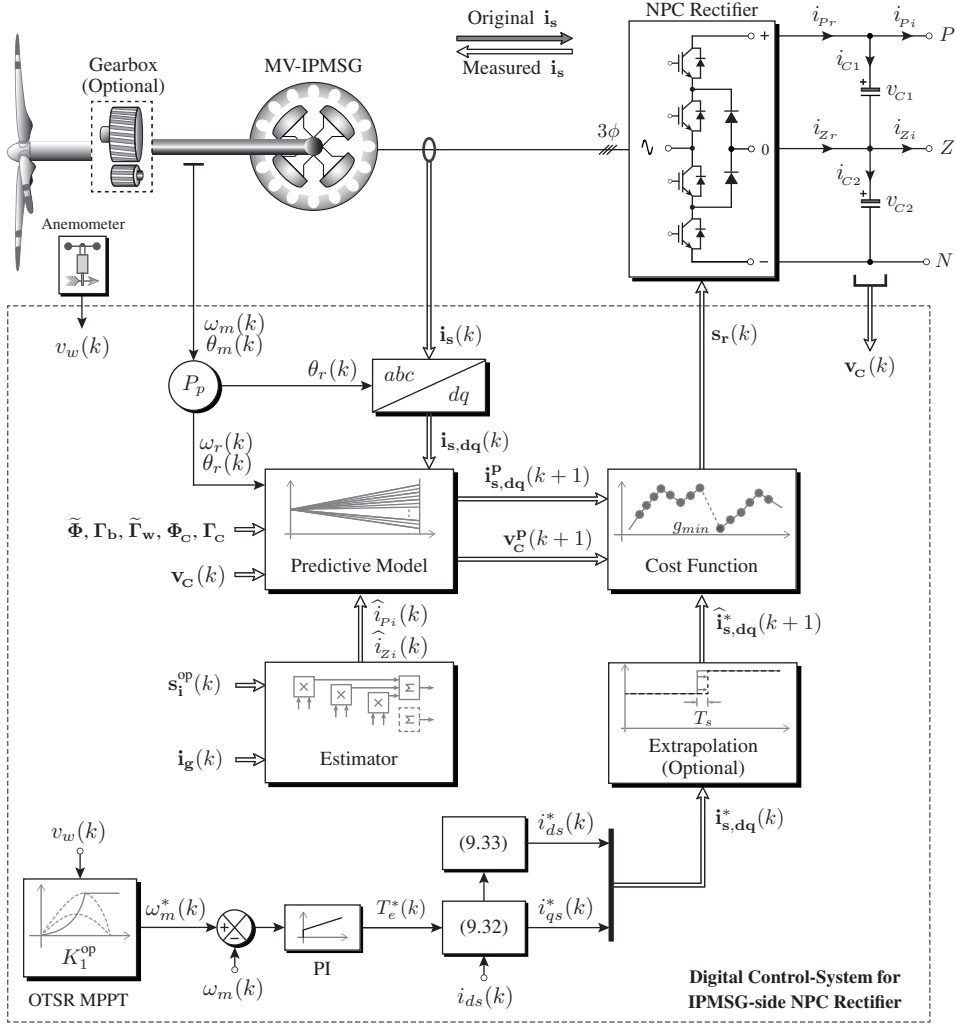 Original i_s
Measured i_s
NPC Rectifier
i_Pr
i_Pi
P
Gearbox
(Optional)
MV-IPMSG
+
i_C1
+
v_C1
3ϕ
∿
0
i_Zr
i_Zi
Z
i_C2
+
v_C2
−
N
Anemometer
v_w(k)
ω_m(k)
θ_m(k)
i_s(k)
s_r(k)
v_C(k)
P_p
θ_r(k)
abc
dq
ω_r(k)
θ_r(k)
i_s,dq(k)
i^p_s,dq(k+1)
Φ̃, Γ_b, Γ̃_w, Φ_C, Γ_C
v^p_C(k+1)
g_min
v_C(k)
Predictive Model
Cost Function
î_Pi(k)
î_Zi(k)
î*_s,dq(k+1)
s^op_i(k)
×
×
×
Σ
Σ
T_s
i_g(k)
Estimator
Extrapolation
(Optional)
i*_s,dq(k)
v_w(k)
(9.33)
i*_ds(k)
K^op_1
OTSR MPPT
ω*_m(k)
+
−
ω_m(k)
PI
T*_e(k)
(9.32)
i*_qs(k)
i_ds(k)
Digital Control-System for
IPMSG-side NPC Rectifier